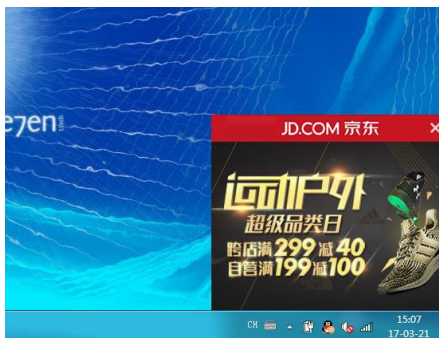 e7en
JD.COM 京东
运动户外
超级品类日
跨店满299减40
自营满199减100
CH
15:07
17-03-21